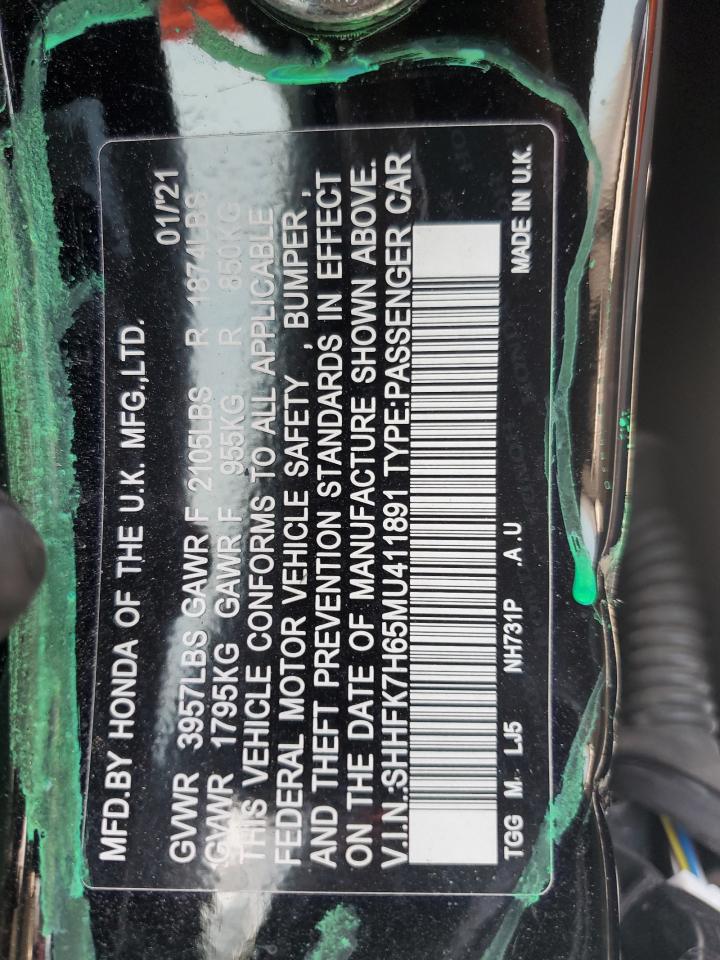 MFD.BY HONDA OF THE U.K. MFG.,LTD.
01/'21
GVWR 3957LBS GAWR F 2105LBS R 1874LBS
GVWR 1795KG GAWR F 955KG R 850KG
THIS VEHICLE CONFORMS TO ALL APPLICABLE
FEDERAL MOTOR VEHICLE SAFETY , BUMPER ,
AND THEFT PREVENTION STANDARDS IN EFFECT
ON THE DATE OF MANUFACTURE SHOWN ABOVE.
V.I.N.:SHHFK7H65MU411891 TYPE:PASSENGER CAR
TGG M. LJ5 NH731P .A .U MADE IN U.K.